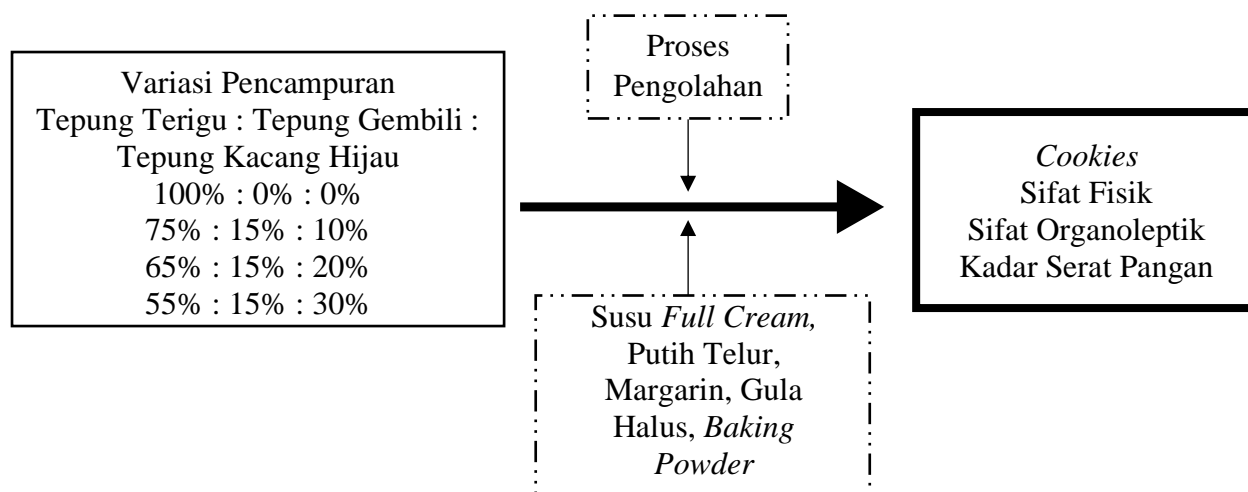 Variasi Pencampuran
Tepung Terigu : Tepung Gembili :
Tepung Kacang Hijau
100% : 0% : 0%
75% : 15% : 10%
65% : 15% : 20%
55% : 15% : 30%
Proses
Pengolahan
Susu Full Cream,
Putih Telur,
Margarin, Gula
Halus, Baking
Powder
Cookies
Sifat Fisik
Sifat Organoleptik
Kadar Serat Pangan